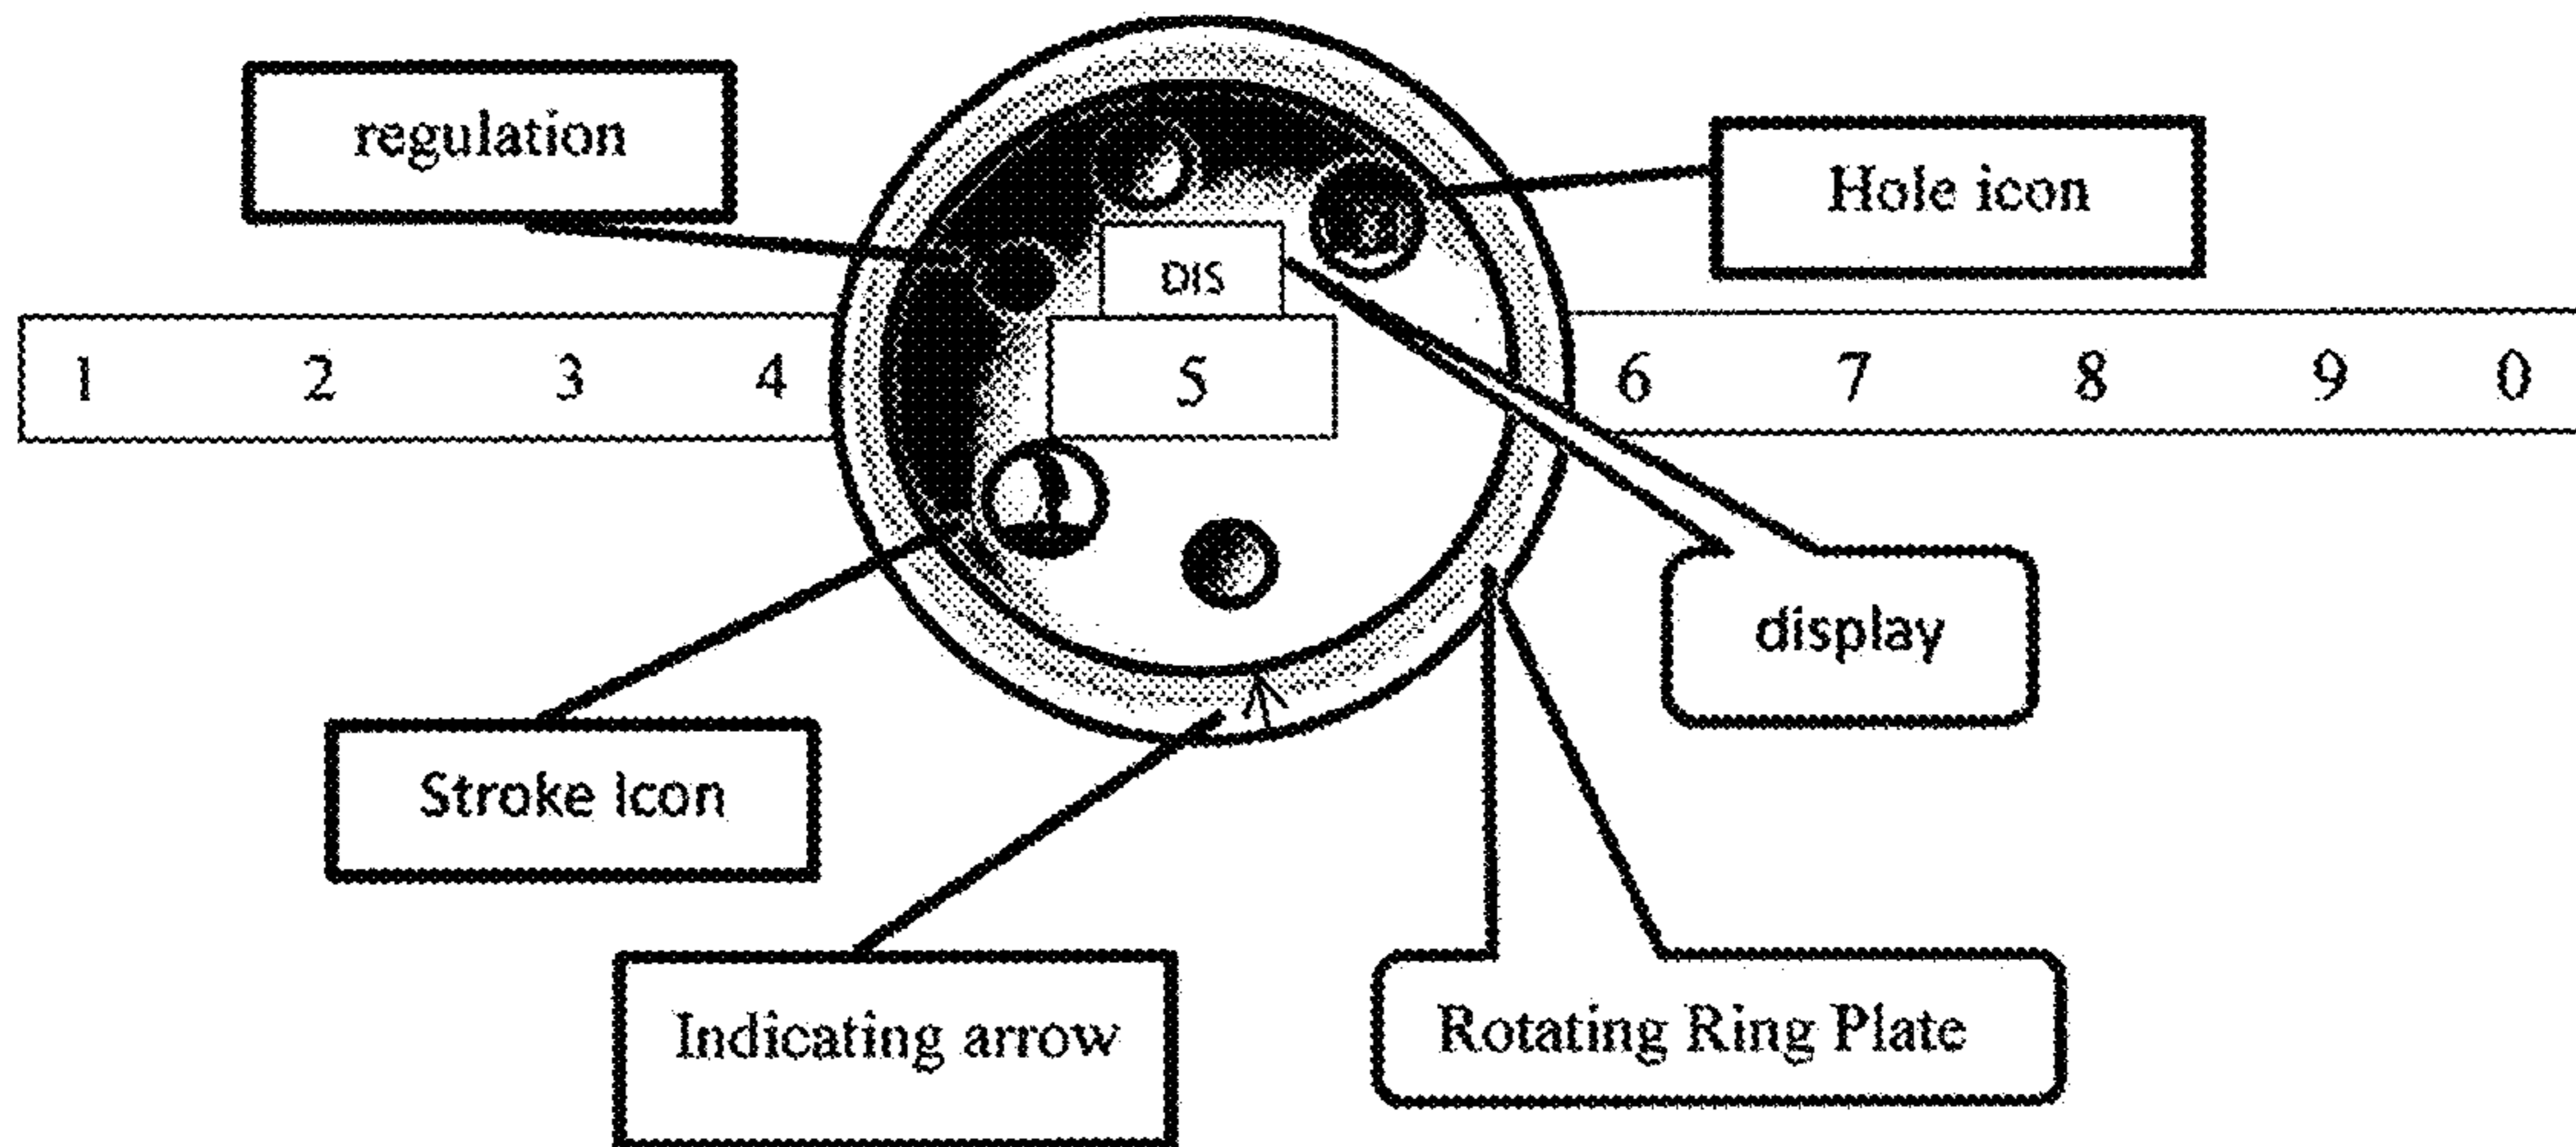 regulation
Hole icon
DIS
1 2 3 4 5 6 7 8 9 0
display
Stroke Icon
Indicating arrow
Rotating Ring Plate